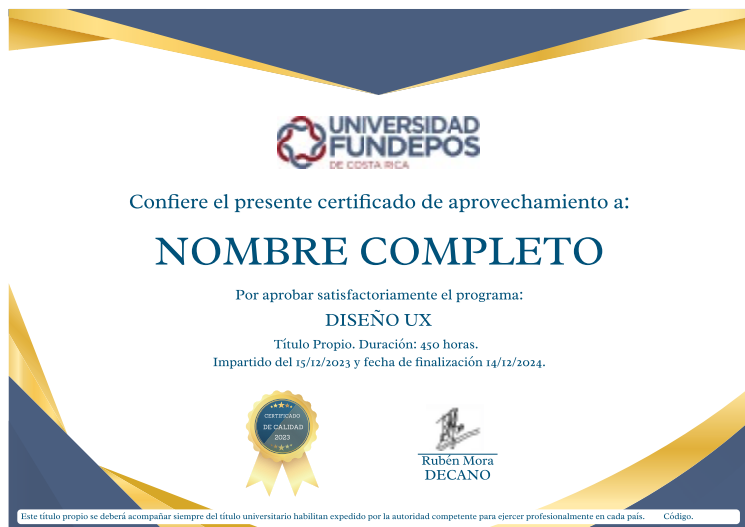 UNIVERSIDAD
FUNDEPOS
DE COSTA RICA
Confiere el presente certificado de aprovechamiento a:
NOMBRE COMPLETO
Por aprobar satisfactoriamente el programa:
DISEÑO UX
Título Propio. Duración: 450 horas.
Impartido del 15/12/2023 y fecha de finalización 14/12/2024.
CERTIFICADO
DE CALIDAD
2023
Rubén Mora
DECANO
Este título propio se deberá acompañar siempre del título universitario habilitan expedido por la autoridad competente para ejercer profesionalmente en cada país. Código.